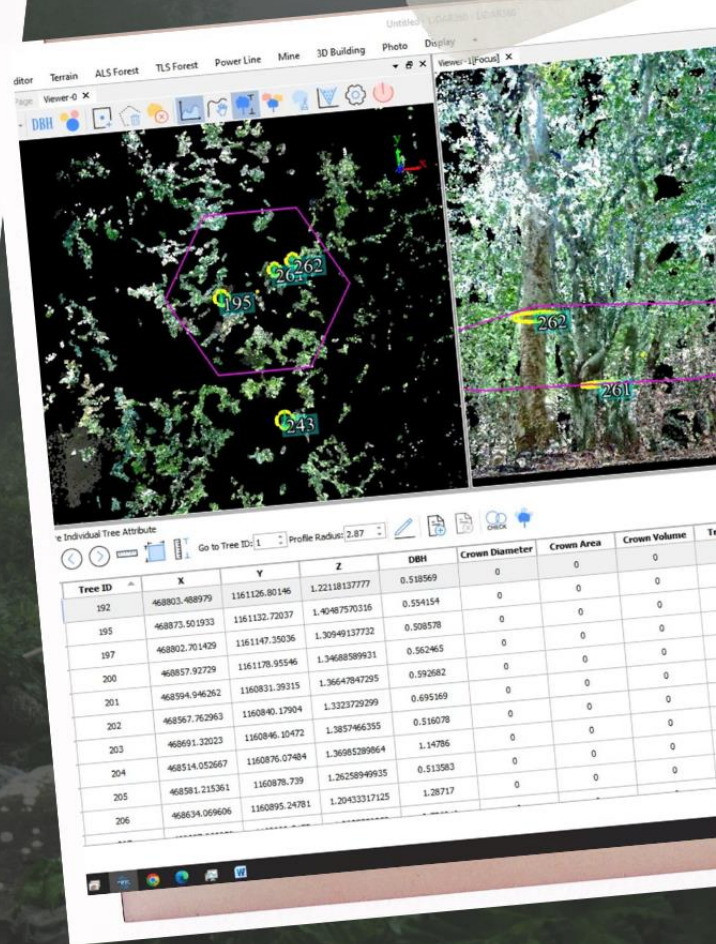 Untitled - LiDAR360 - LiDAR360
Terrain ALS Forest TLS Forest Power Line Mine 3D Building Photo Display
Viewer-0
Viewer-1[Focus]
DBH
Y
X
262
195
243
262
261
Individual Tree Attribute
Go to Tree ID: 1 Profile Radius: 2.87 CHECK
Tree ID X Y Z DBH Crown Diameter Crown Area Crown Volume
192 468803.488979 1161126.80146 1.22118137777 0.518569 0 0 0
195 468873.501933 1161132.72037 1.40487570316 0.554154 0 0 0
197 468802.701429 1161147.35036 1.30949137732 0.508578 0 0 0
200 468857.92729 1161178.95546 1.34688589931 0.562465 0 0 0
201 468594.946262 1160831.39315 1.36647847295 0.592682 0 0 0
202 468567.762963 1160840.17904 1.3323729299 0.695169 0 0 0
203 468691.32023 1160846.10472 1.3857466355 0.516078 0 0 0
204 468514.052667 1160876.07484 1.36985289864 1.14786 0 0 0
205 468581.215361 1160878.739 1.26258949935 0.513583 0 0 0
206 468634.069606 1160895.24781 1.20433317125 1.28717 0 0 0